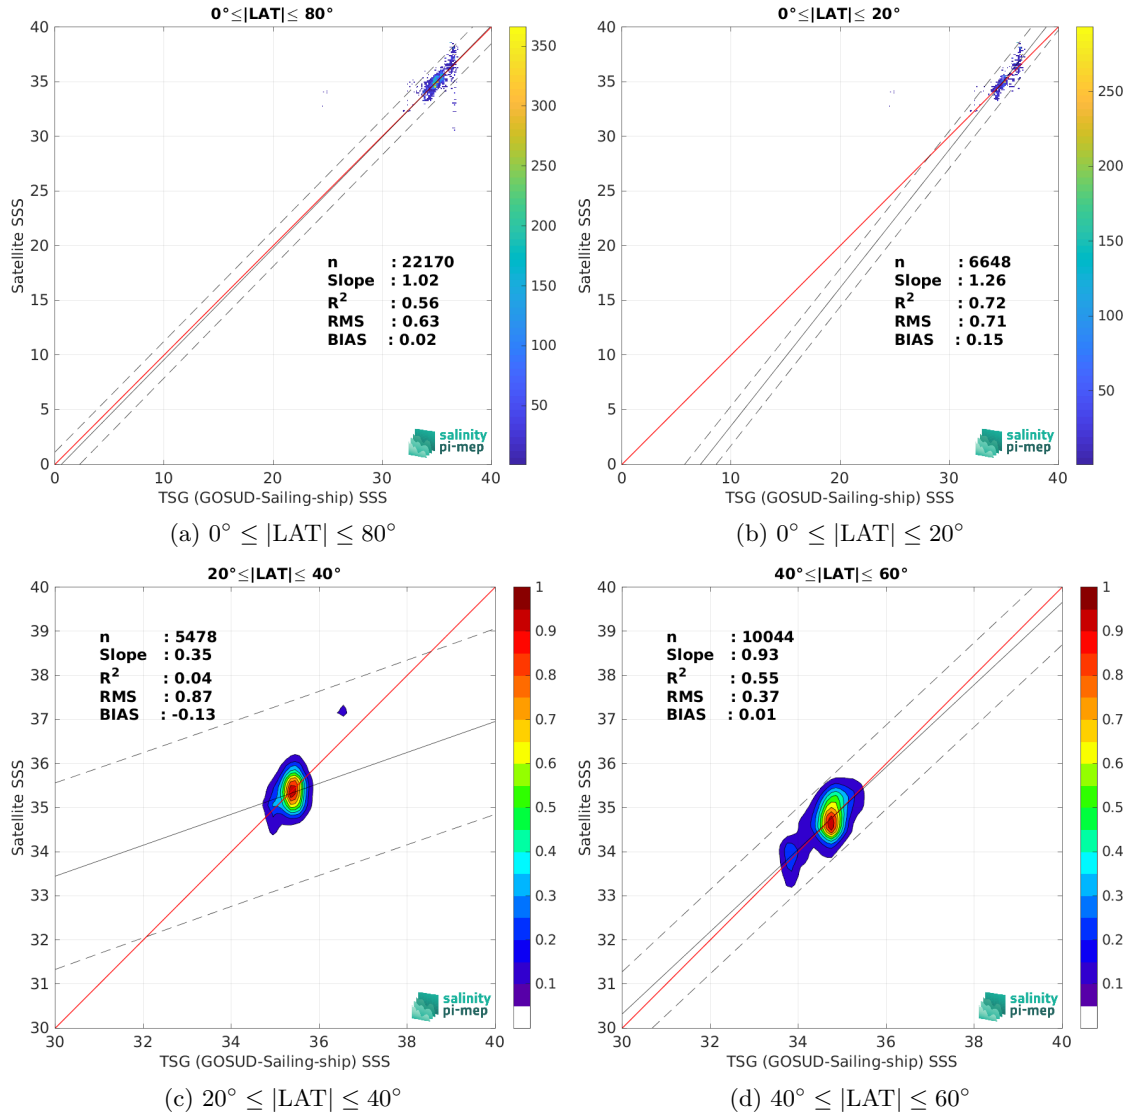 0°≤|LAT|≤ 80°
40
35
30
25
20
15
10
5
0
0
10
20
30
40
Satellite SSS
TSG (GOSUD-Sailing-ship) SSS
n : 22170
Slope : 1.02
R² : 0.56
RMS : 0.63
BIAS : 0.02
salinity
pi-mep
350
300
250
200
150
100
50
(a) 0° ≤ |LAT| ≤ 80°
0°≤|LAT|≤ 20°
40
35
30
25
20
15
10
5
0
0
10
20
30
40
Satellite SSS
TSG (GOSUD-Sailing-ship) SSS
n : 6648
Slope : 1.26
R² : 0.72
RMS : 0.71
BIAS : 0.15
salinity
pi-mep
250
200
150
100
50
(b) 0° ≤ |LAT| ≤ 20°
20°≤|LAT|≤ 40°
40
39
38
37
36
35
34
33
32
31
30
30
32
34
36
38
40
Satellite SSS
TSG (GOSUD-Sailing-ship) SSS
n : 5478
Slope : 0.35
R² : 0.04
RMS : 0.87
BIAS : -0.13
salinity
pi-mep
1
0.9
0.8
0.7
0.6
0.5
0.4
0.3
0.2
0.1
(c) 20° ≤ |LAT| ≤ 40°
40°≤|LAT|≤ 60°
40
39
38
37
36
35
34
33
32
31
30
30
32
34
36
38
40
Satellite SSS
TSG (GOSUD-Sailing-ship) SSS
n : 10044
Slope : 0.93
R² : 0.55
RMS : 0.37
BIAS : 0.01
salinity
pi-mep
1
0.9
0.8
0.7
0.6
0.5
0.4
0.3
0.2
0.1
(d) 40° ≤ |LAT| ≤ 60°